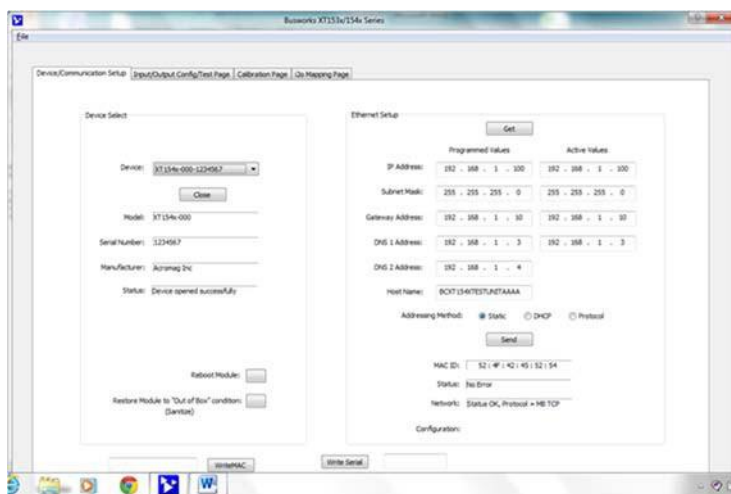 Busworks XT153x/154x Series
File
Device/Communication Setup Input/Output Config/Test Page Calibration Page i2o Mapping Page
Device Select
Device: XT154x-000-1234567
Close
Model: XT154x-000
Serial Number: 1234567
Manufacturer: Acromag Inc
Status: Device opened successfully
Reboot Module:
Restore Module to "Out of Box" condition:
(Sanitize)
WriteMAC
Write Serial
Ethernet Setup
Get
Programmed Values Active Values
IP Address: 192 . 168 . 1 . 100 192 . 168 . 1 . 100
Subnet Mask: 255 . 255 . 255 . 0 255 . 255 . 255 . 0
Gateway Address: 192 . 168 . 1 . 10 192 . 168 . 1 . 10
DNS 1 Address: 192 . 168 . 1 . 3 192 . 168 . 1 . 3
DNS 2 Address: 192 . 168 . 1 . 4
Host Name: BCXT154XTESTUNITAAAA
Addressing Method: Static DHCP Protocol
Send
MAC ID: 52 : 4F : 42 : 45 : 52 : 54
Status: No Error
Network: Status OK, Protocol = MB TCP
Configuration: